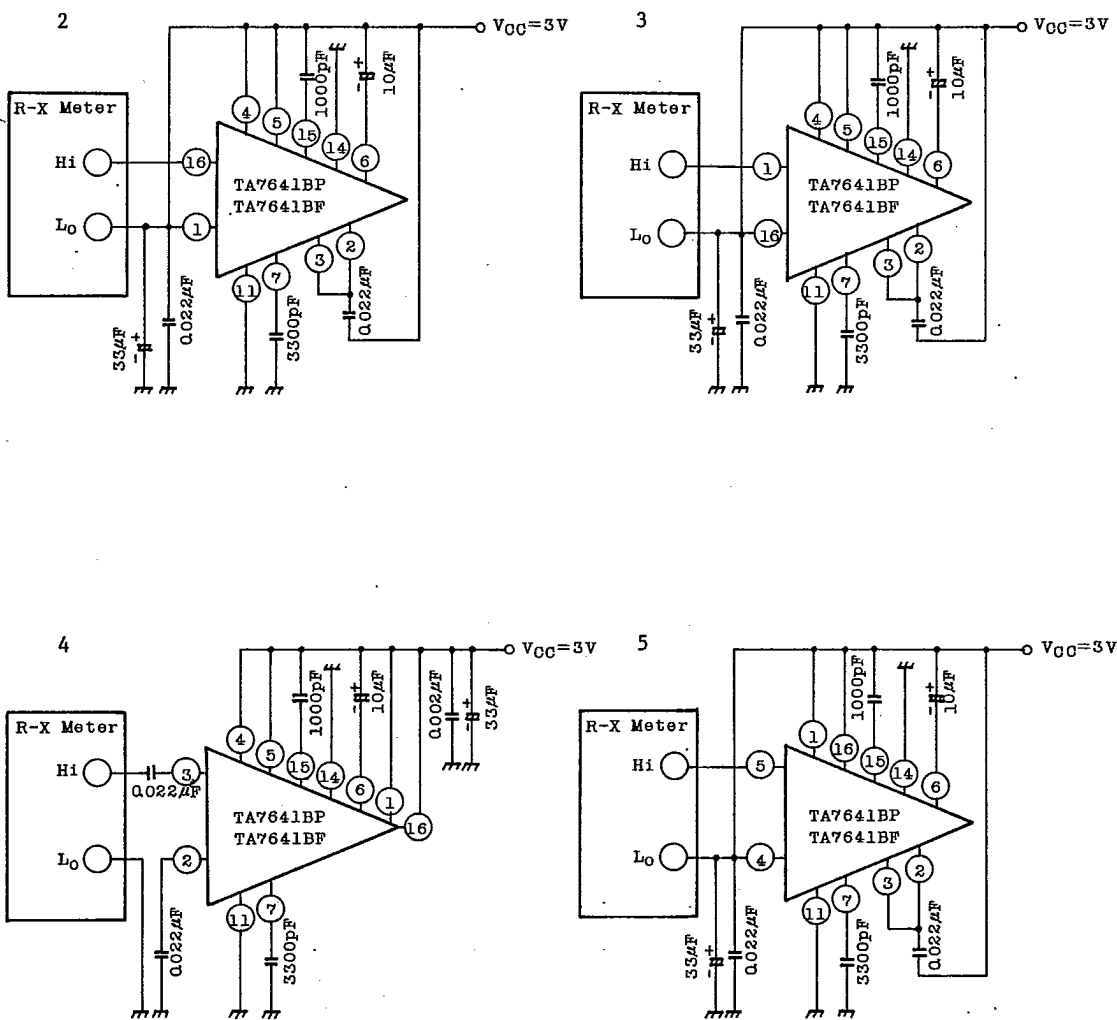 2
VCC=3V
R-X Meter
Hi
Lo
16
1
4
5
15
14
6
1000pF
10μF
TA7641BP
TA7641BF
11
7
3
2
33μF
0.022μF
3300pF
0.022μF
3
VCC=3V
R-X Meter
Hi
Lo
1
16
4
5
15
14
6
1000pF
10μF
TA7641BP
TA7641BF
11
7
3
2
33μF
0.022μF
3300pF
0.022μF
4
VCC=3V
R-X Meter
Hi
Lo
0.022μF
3
2
4
5
15
14
6
1
16
1000pF
10μF
0.002μF
33μF
TA7641BP
TA7641BF
11
7
0.022μF
3300pF
5
VCC=3V
R-X Meter
Hi
Lo
5
4
1
16
15
14
6
1000pF
10μF
TA7641BP
TA7641BF
11
7
3
2
33μF
0.022μF
3300pF
0.022μF